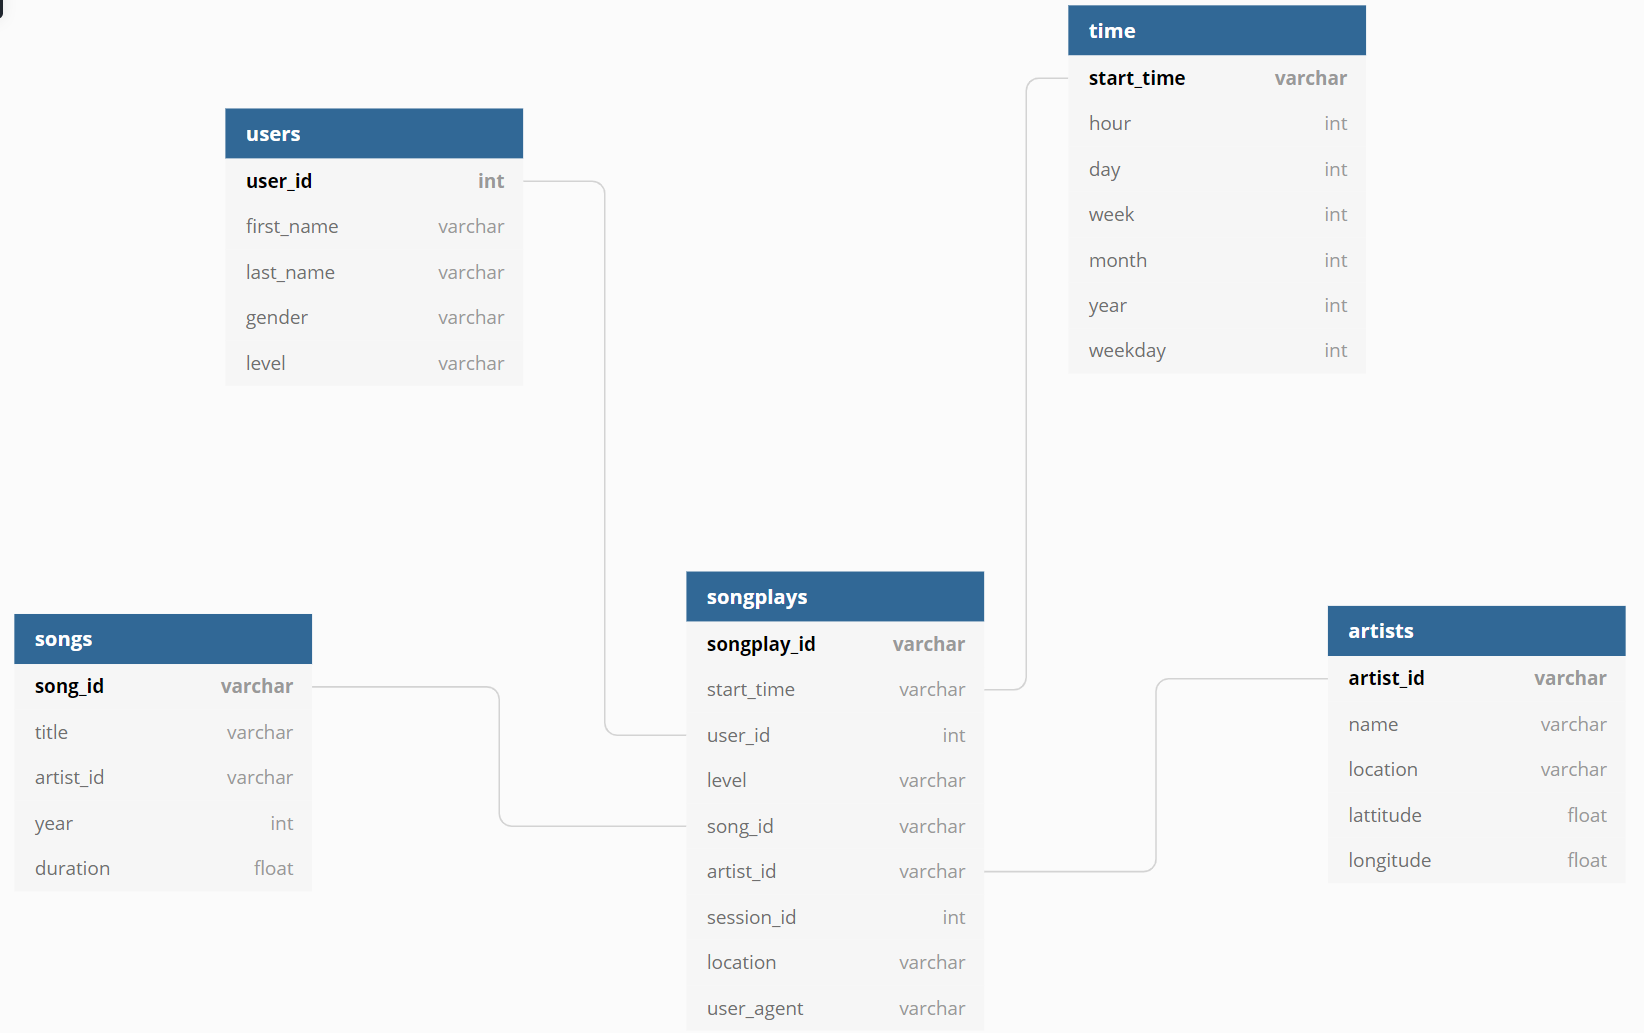 time
start_time varchar
hour int
day int
week int
month int
year int
weekday int
users
user_id int
first_name varchar
last_name varchar
gender varchar
level varchar
songplays
songplay_id varchar
start_time varchar
user_id int
level varchar
song_id varchar
artist_id varchar
session_id int
location varchar
user_agent varchar
songs
song_id varchar
title varchar
artist_id varchar
year int
duration float
artists
artist_id varchar
name varchar
location varchar
lattitude float
longitude float